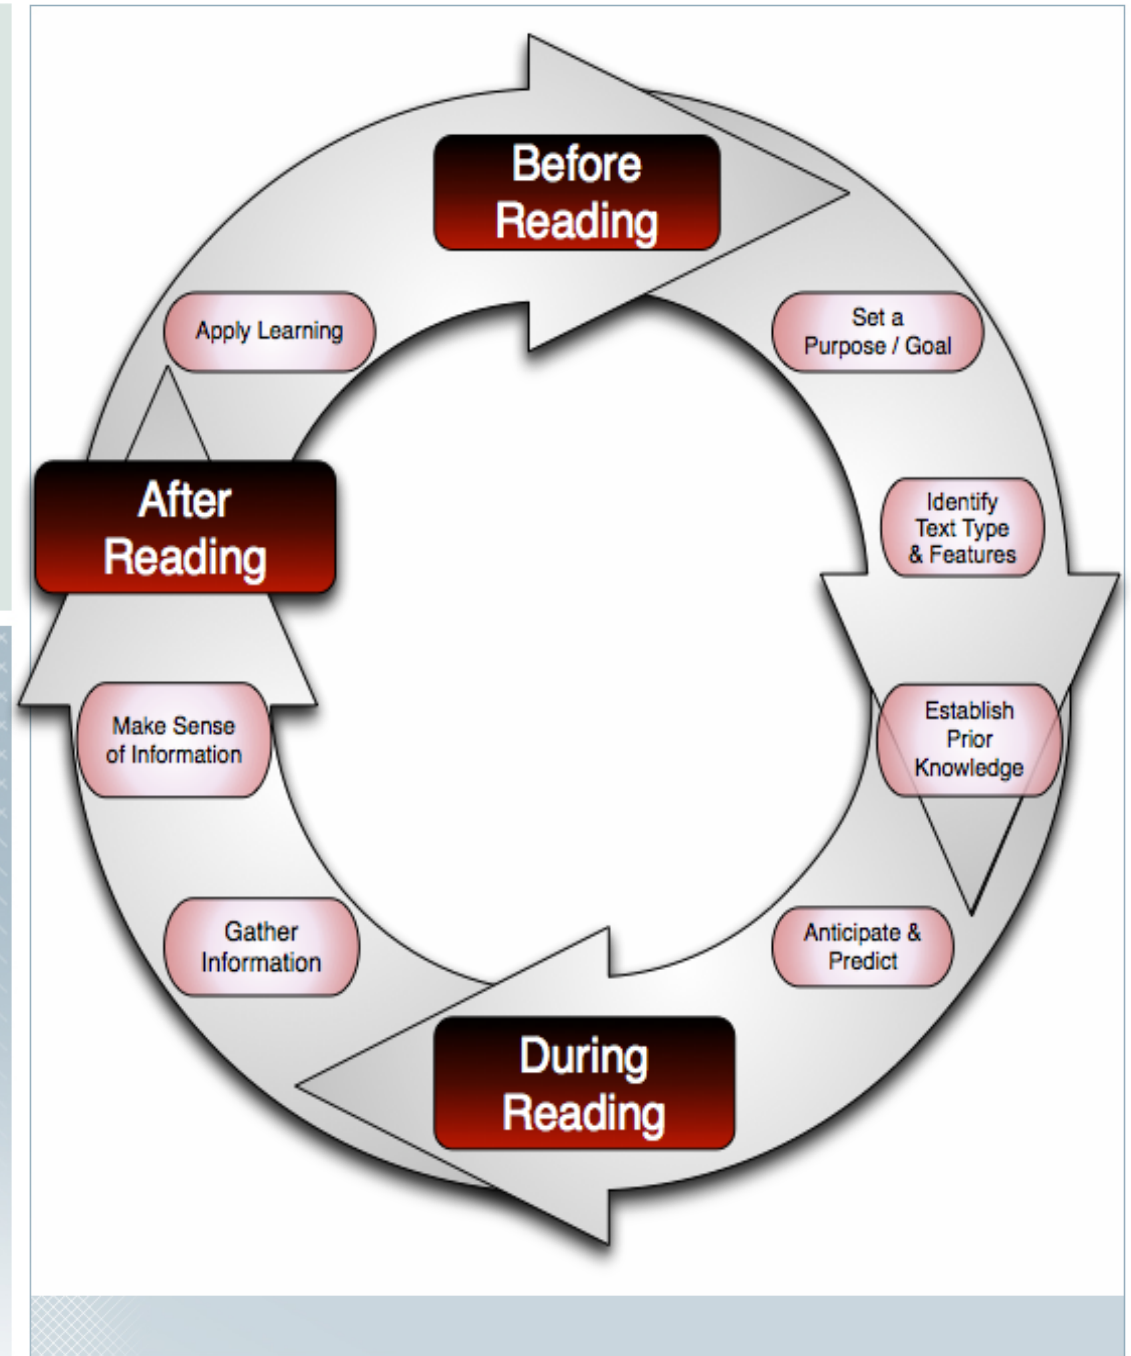 Before
Reading
Set a
Purpose / Goal
Identify
Text Type
& Features
Establish
Prior
Knowledge
Anticipate &
Predict
During
Reading
Gather
Information
Make Sense
of Information
After
Reading
Apply Learning